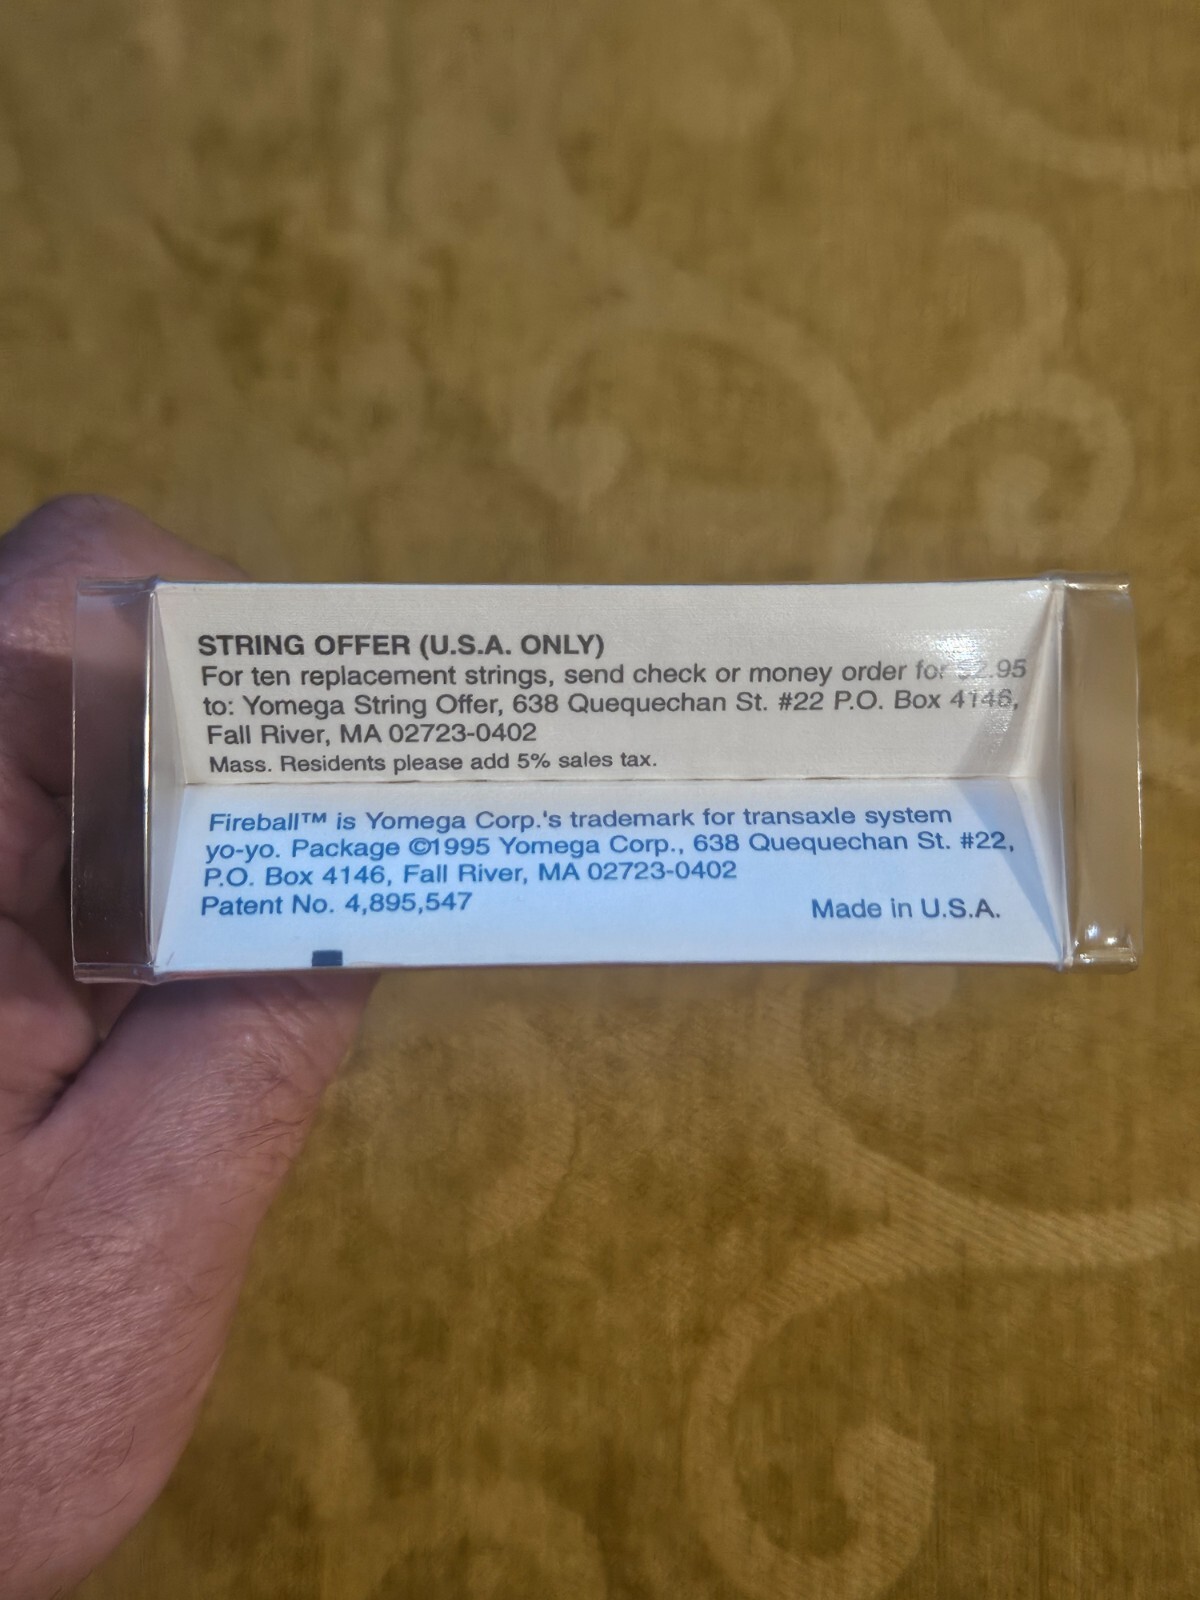 STRING OFFER (U.S.A. ONLY)
For ten replacement strings, send check or money order for $2.95
to: Yomega String Offer, 638 Quequechan St. #22 P.O. Box 4146,
Fall River, MA 02723-0402
Mass. Residents please add 5% sales tax.
Fireball™ is Yomega Corp.'s trademark for transaxle system
yo-yo. Package ©1995 Yomega Corp., 638 Quequechan St. #22,
P.O. Box 4146, Fall River, MA 02723-0402
Patent No. 4,895,547
Made in U.S.A.